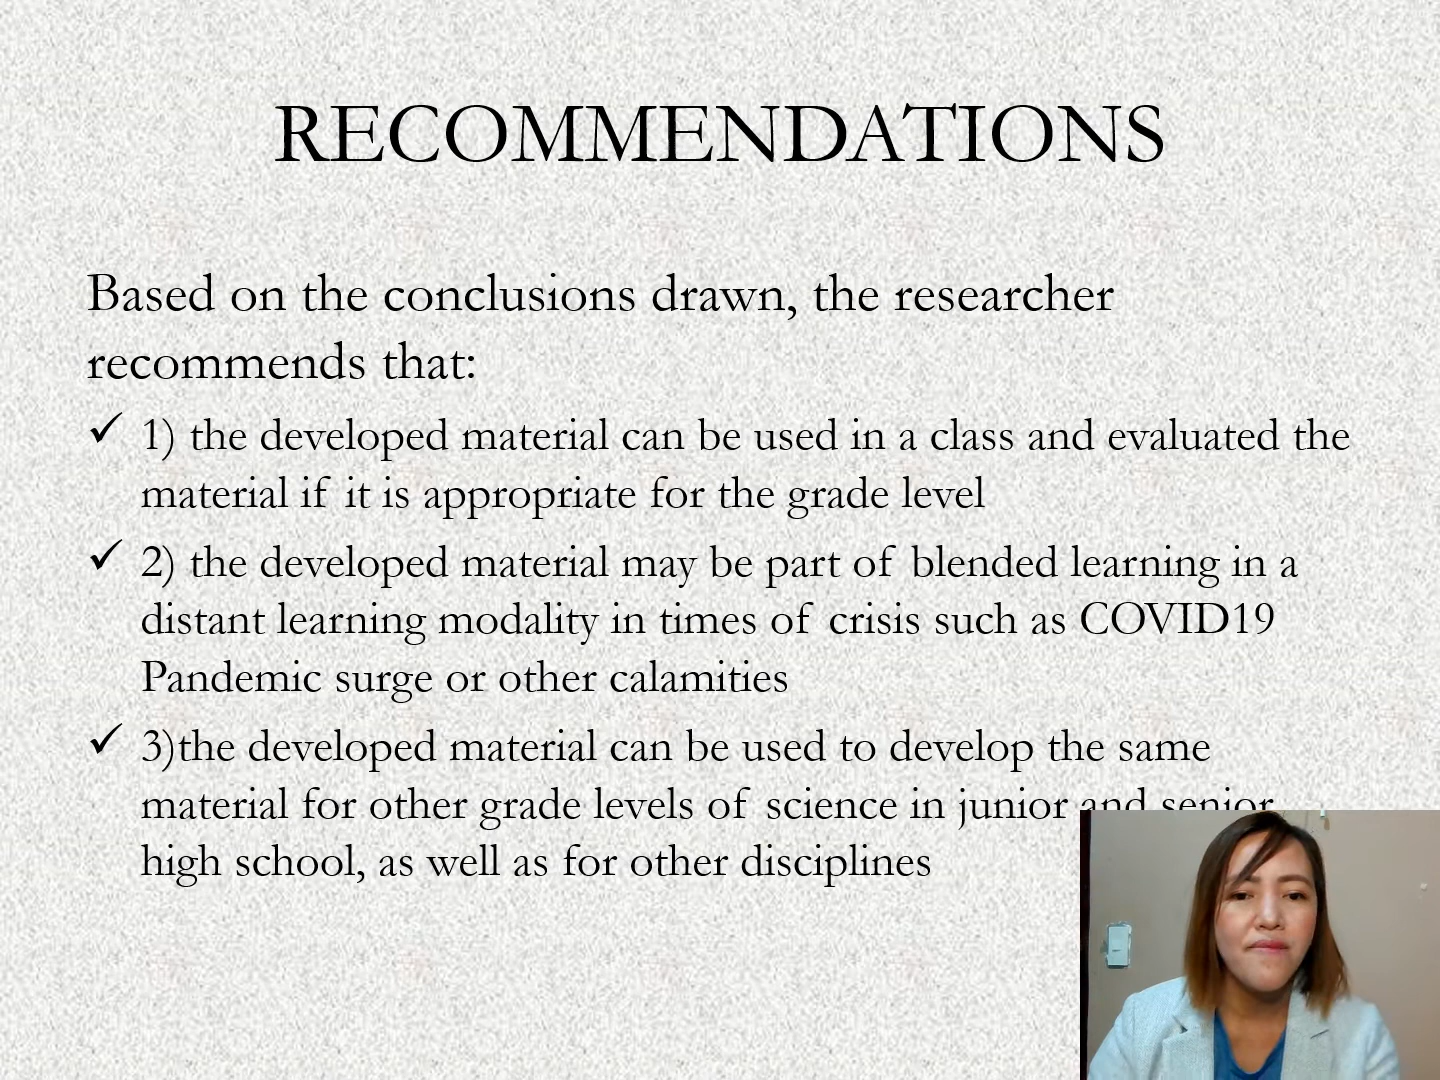 RECOMMENDATIONS
Based on the conclusions drawn, the researcher
recommends that:
1) the developed material can be used in a class and evaluated the
material if it is appropriate for the grade level
2) the developed material may be part of blended learning in a
distant learning modality in times of crisis such as COVID19
Pandemic surge or other calamities
3)the developed material can be used to develop the same
material for other grade levels of science in junior and senior
high school, as well as for other disciplines